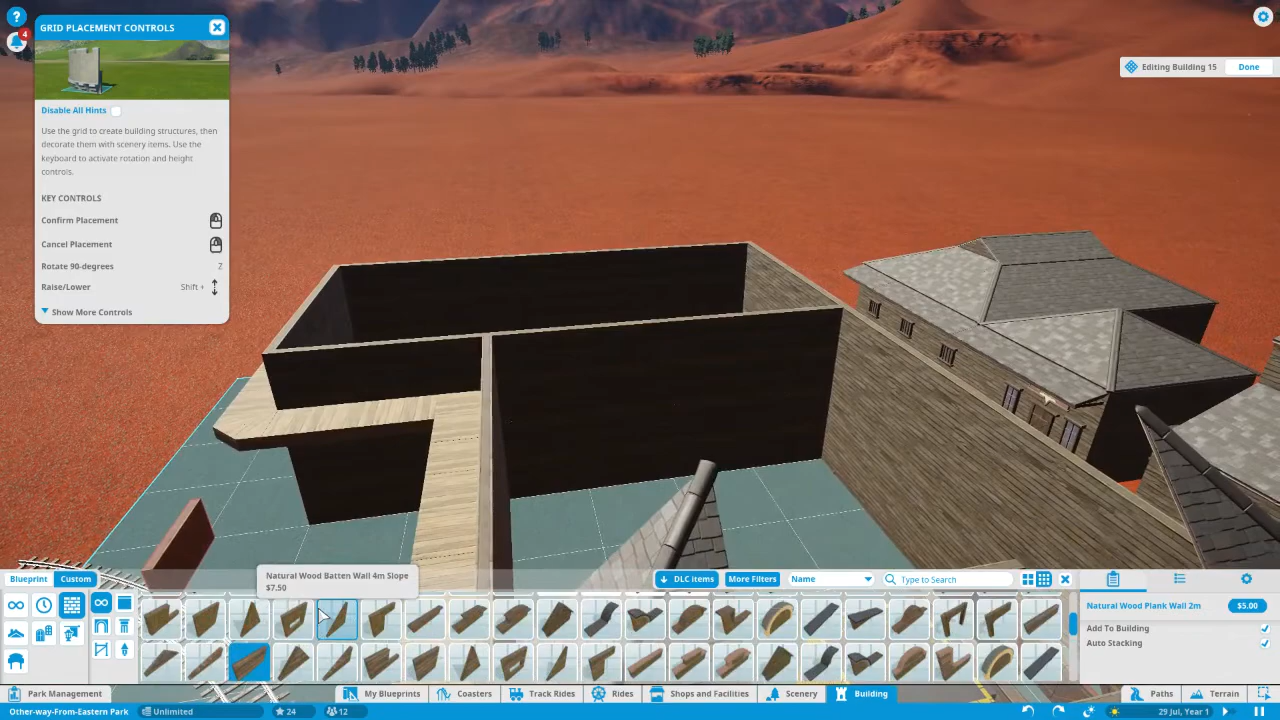 ?
4
GRID PLACEMENT CONTROLS
Disable All Hints
Use the grid to create building structures, then
decorate them with scenery items. Use the
keyboard to activate rotation and height
controls.
KEY CONTROLS
Confirm Placement
Cancel Placement
Rotate 90-degrees Z
Raise/Lower Shift +
Show More Controls
Editing Building 15 Done
Natural Wood Batten Wall 4m Slope
$7.50
Blueprint Custom
DLC items More Filters Name Type to Search
Natural Wood Plank Wall 2m $5.00
Add To Building
Auto Stacking
Park Management My Blueprints Coasters Track Rides Rides Shops and Facilities Scenery Building Paths Terrain
Other-way-From-Eastern Park Unlimited 24 12 29 Jul, Year 1